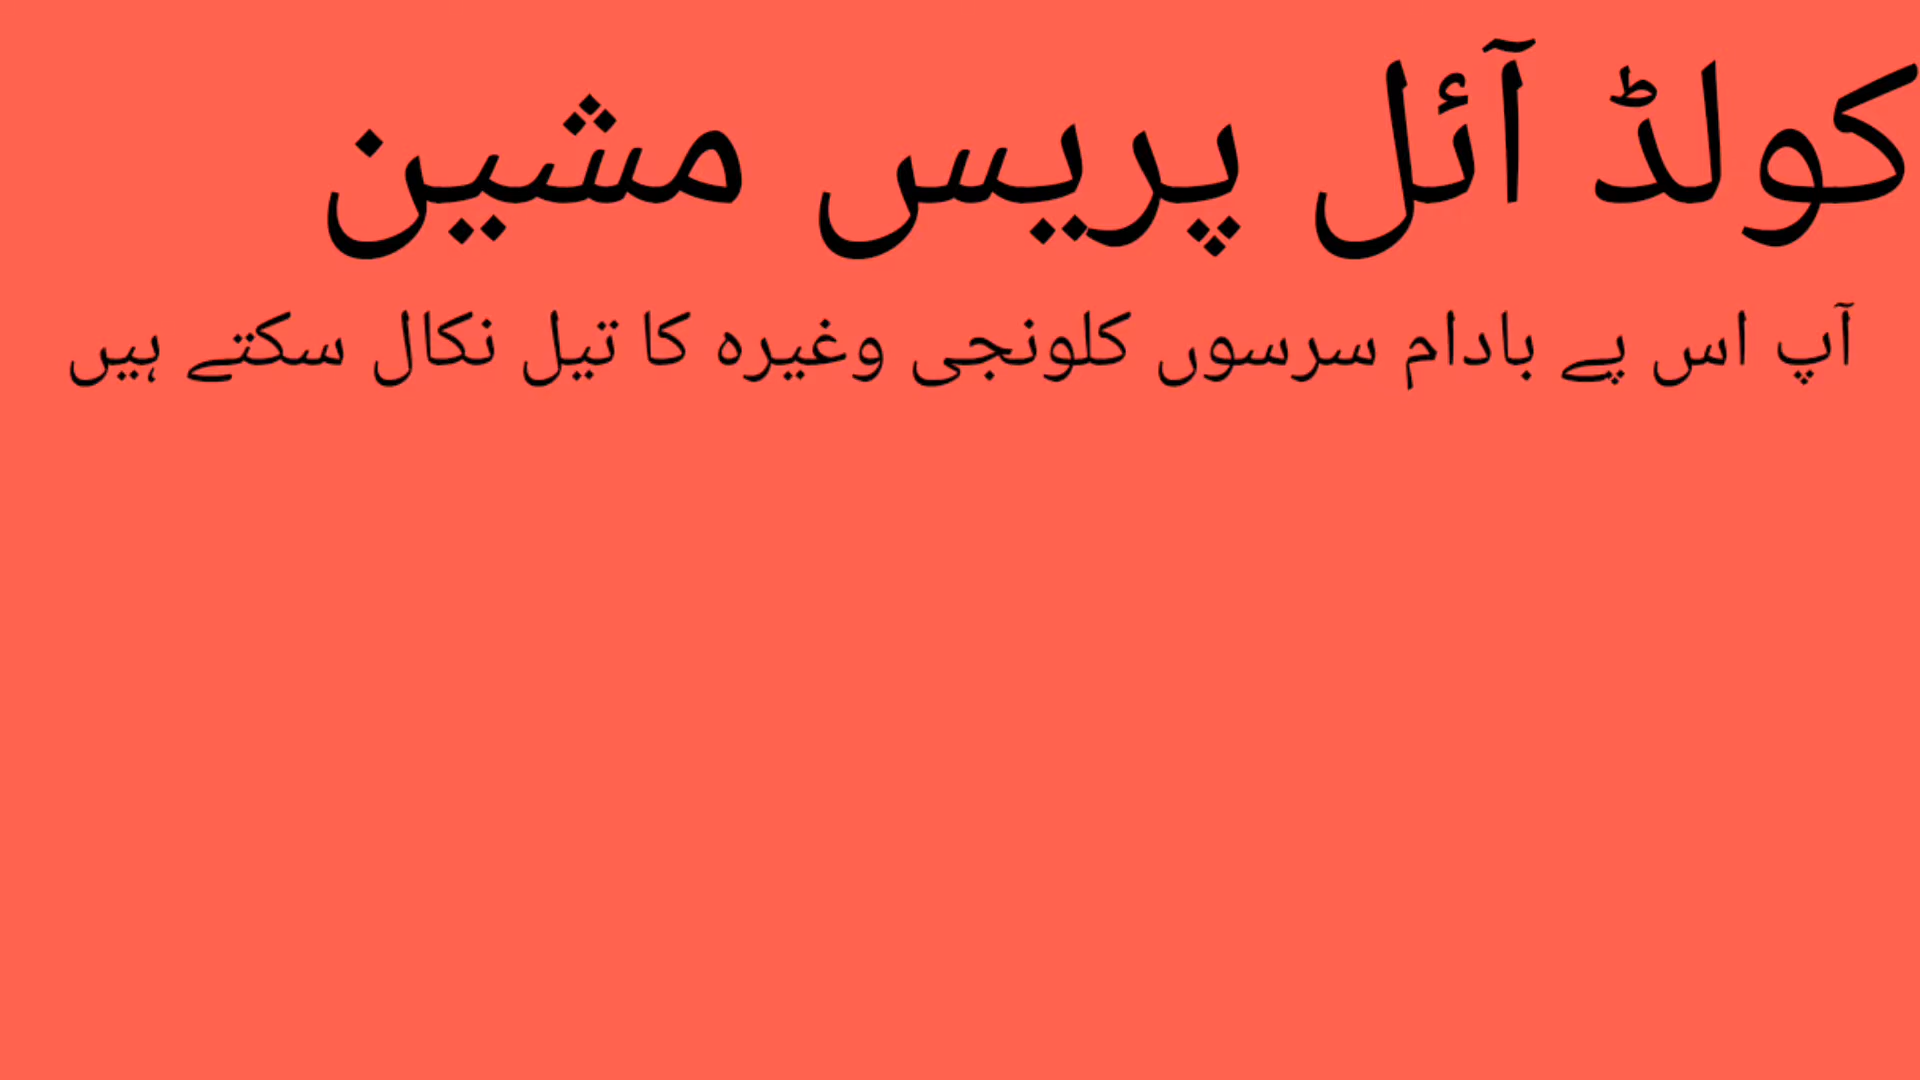 کولڈ آئل پریس مشین
آپ اس پے بادام سرسوں کلونجی وغیرہ کا تیل نکال سکتے ہیں